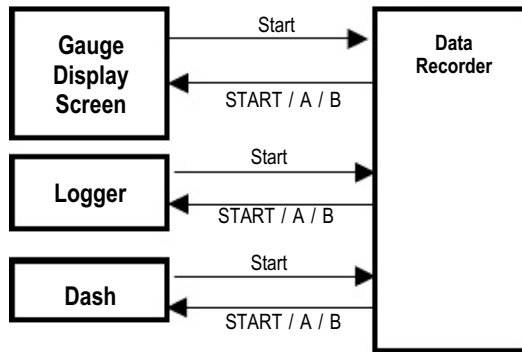 Gauge
Display
Screen
Start
START / A / B
Data
Recorder
Logger
Start
START / A / B
Dash
Start
START / A / B